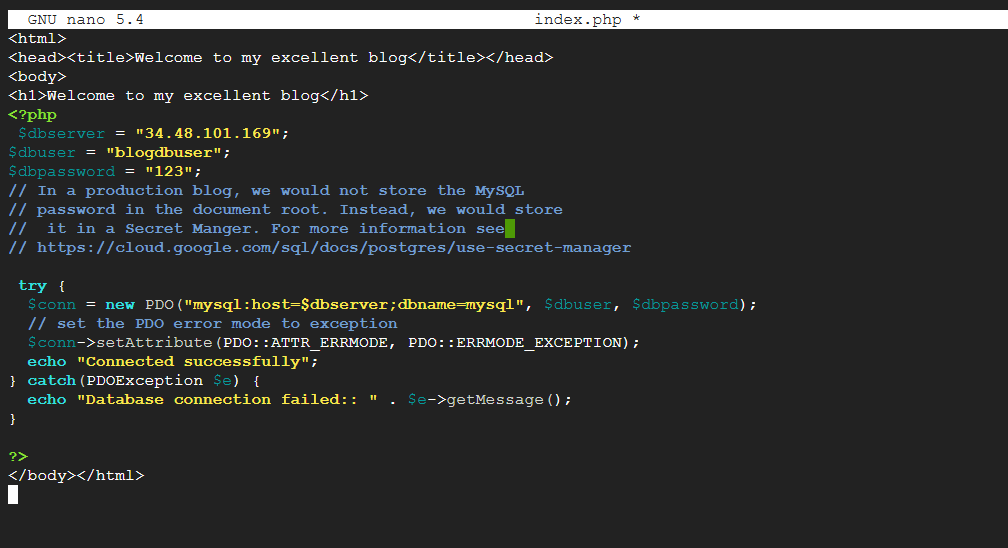 GNU nano 5.4 index.php *
<html>
<head><title>Welcome to my excellent blog</title></head>
<body>
<h1>Welcome to my excellent blog</h1>
<?php
 $dbserver = "34.48.101.169";
$dbuser = "blogdbuser";
$dbpassword = "123";
// In a production blog, we would not store the MySQL
// password in the document root. Instead, we would store
//  it in a Secret Manger. For more information see
// https://cloud.google.com/sql/docs/postgres/use-secret-manager

 try {
  $conn = new PDO("mysql:host=$dbserver;dbname=mysql", $dbuser, $dbpassword);
  // set the PDO error mode to exception
  $conn->setAttribute(PDO::ATTR_ERRMODE, PDO::ERRMODE_EXCEPTION);
  echo "Connected successfully";
} catch(PDOException $e) {
  echo "Database connection failed:: " . $e->getMessage();
}

?>
</body></html>